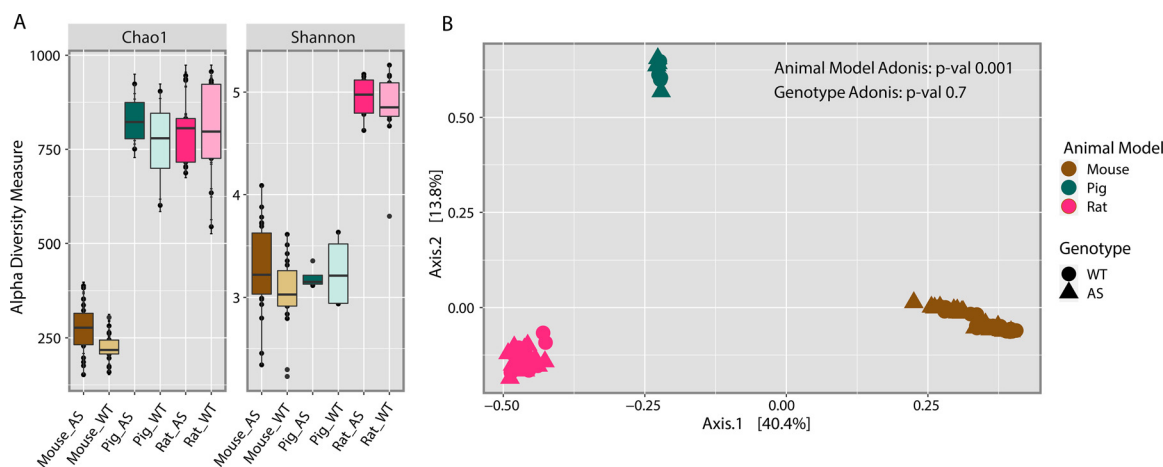 A
Chao1
Shannon
Alpha Diversity Measure
1000
750
500
250
5
4
3
Mouse_AS
Mouse_WT
Pig_AS
Pig_WT
Rat_AS
Rat_WT
Mouse_AS
Mouse_WT
Pig_AS
Pig_WT
Rat_AS
Rat_WT
B
Animal Model Adonis: p-val 0.001
Genotype Adonis: p-val 0.7
Axis.2 [13.8%]
0.50
0.25
0.00
−0.50
−0.25
0.00
0.25
Axis.1 [40.4%]
Animal Model
Mouse
Pig
Rat
Genotype
WT
AS